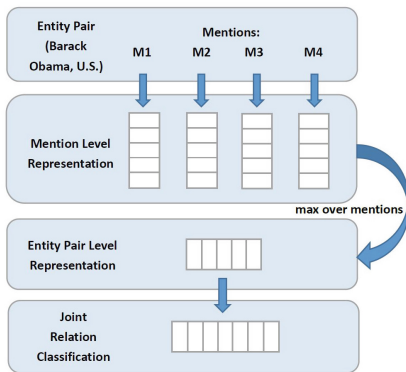 Entity Pair
(Barack
Obama, U.S.)
Mentions:
M1 M2 M3 M4
Mention Level
Representation
max over mentions
Entity Pair Level
Representation
Joint
Relation
Classification